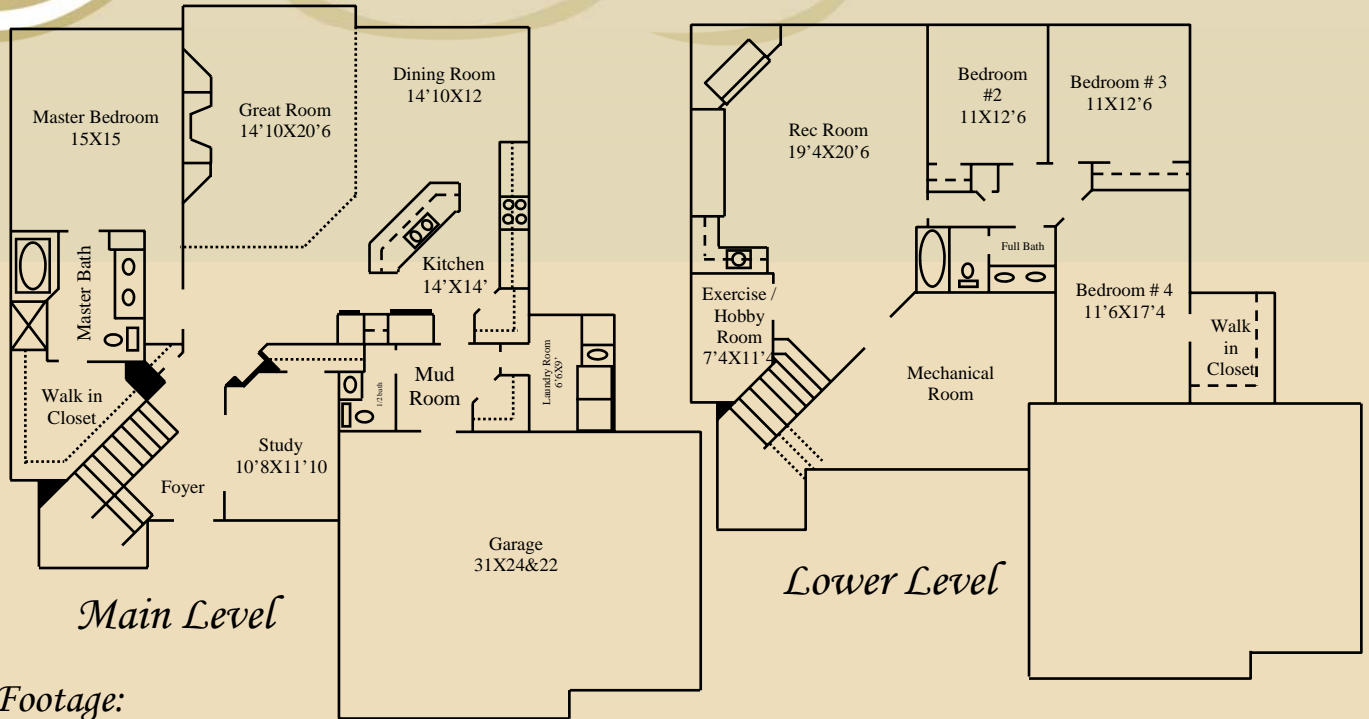 Master Bedroom
15X15
Great Room
14'10X20'6
Dining Room
14'10X12
Kitchen
14'X14'
Master Bath
Walk in
Closet
Foyer
Study
10'8X11'10
1/2 bath
Mud
Room
Laundry Room
6'6X9'
Garage
31X24&22
Main Level
Rec Room
19'4X20'6
Bedroom
#2
11X12'6
Bedroom # 3
11X12'6
Full Bath
Exercise /
Hobby
Room
7'4X11'4
Mechanical
Room
Bedroom # 4
11'6X17'4
Walk
in
Closet
Lower Level
Footage: